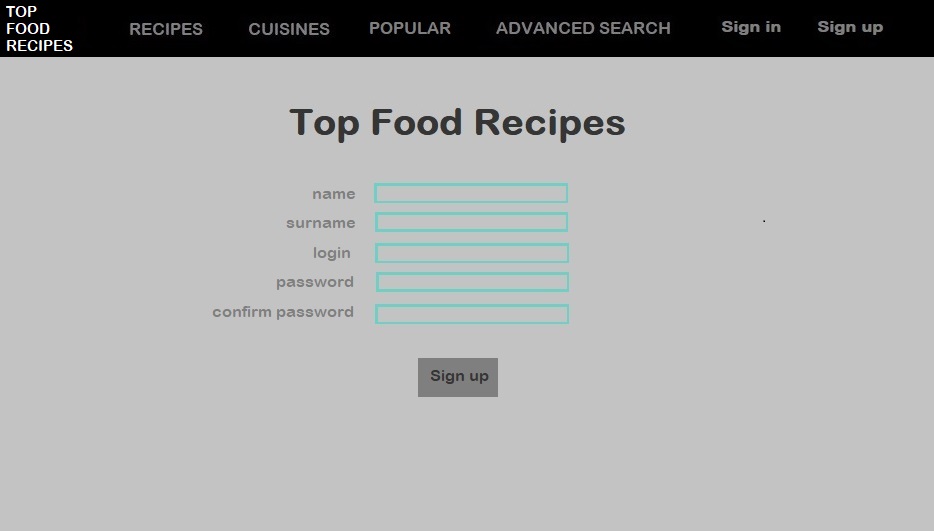 TOP
FOOD
RECIPES
RECIPES CUISINES POPULAR ADVANCED SEARCH Sign in Sign up
Top Food Recipes
name
surname
login
password
confirm password
Sign up